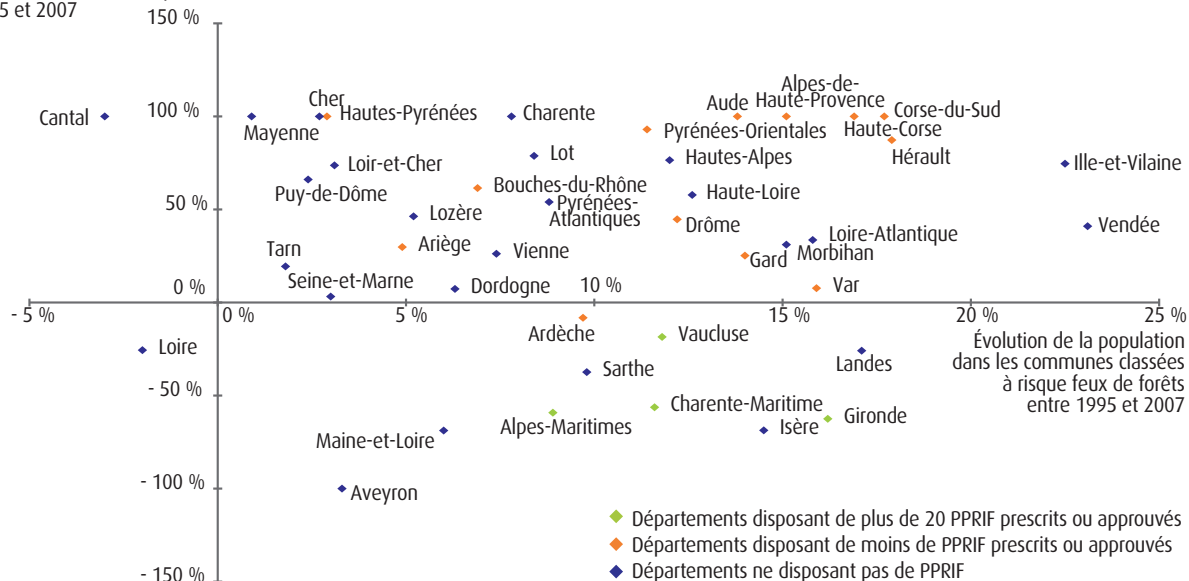 5 et 2007
150 %
Alpes-de-
Haute-Provence
Cher
Hautes-Pyrénées
Aude
100 %
Cantal
Mayenne
Charente
Corse-du-Sud
Pyrénées-Orientales
Haute-Corse
Hérault
Loir-et-Cher
Lot
Hautes-Alpes
Ille-et-Vilaine
Puy-de-Dôme
Bouches-du-Rhône
Haute-Loire
50 %
Lozère
Pyrénées-
Atlantiques
Drôme
Vendée
Tarn
Ariège
Vienne
Loire-Atlantique
Morbihan
Gard
Seine-et-Marne
Dordogne
10 %
Var
0 %
- 5 %
0 %
5 %
15 %
20 %
25 %
Ardèche
Vaucluse
Évolution de la population
dans les communes classées
à risque feux de forêts
entre 1995 et 2007
Loire
Landes
Sarthe
- 50 %
Charente-Maritime
Gironde
Alpes-Maritimes
Isère
Maine-et-Loire
- 100 %
Aveyron
Départements disposant de plus de 20 PPRIF prescrits ou approuvés
Départements disposant de moins de PPRIF prescrits ou approuvés
Départements ne disposant pas de PPRIF
- 150 %